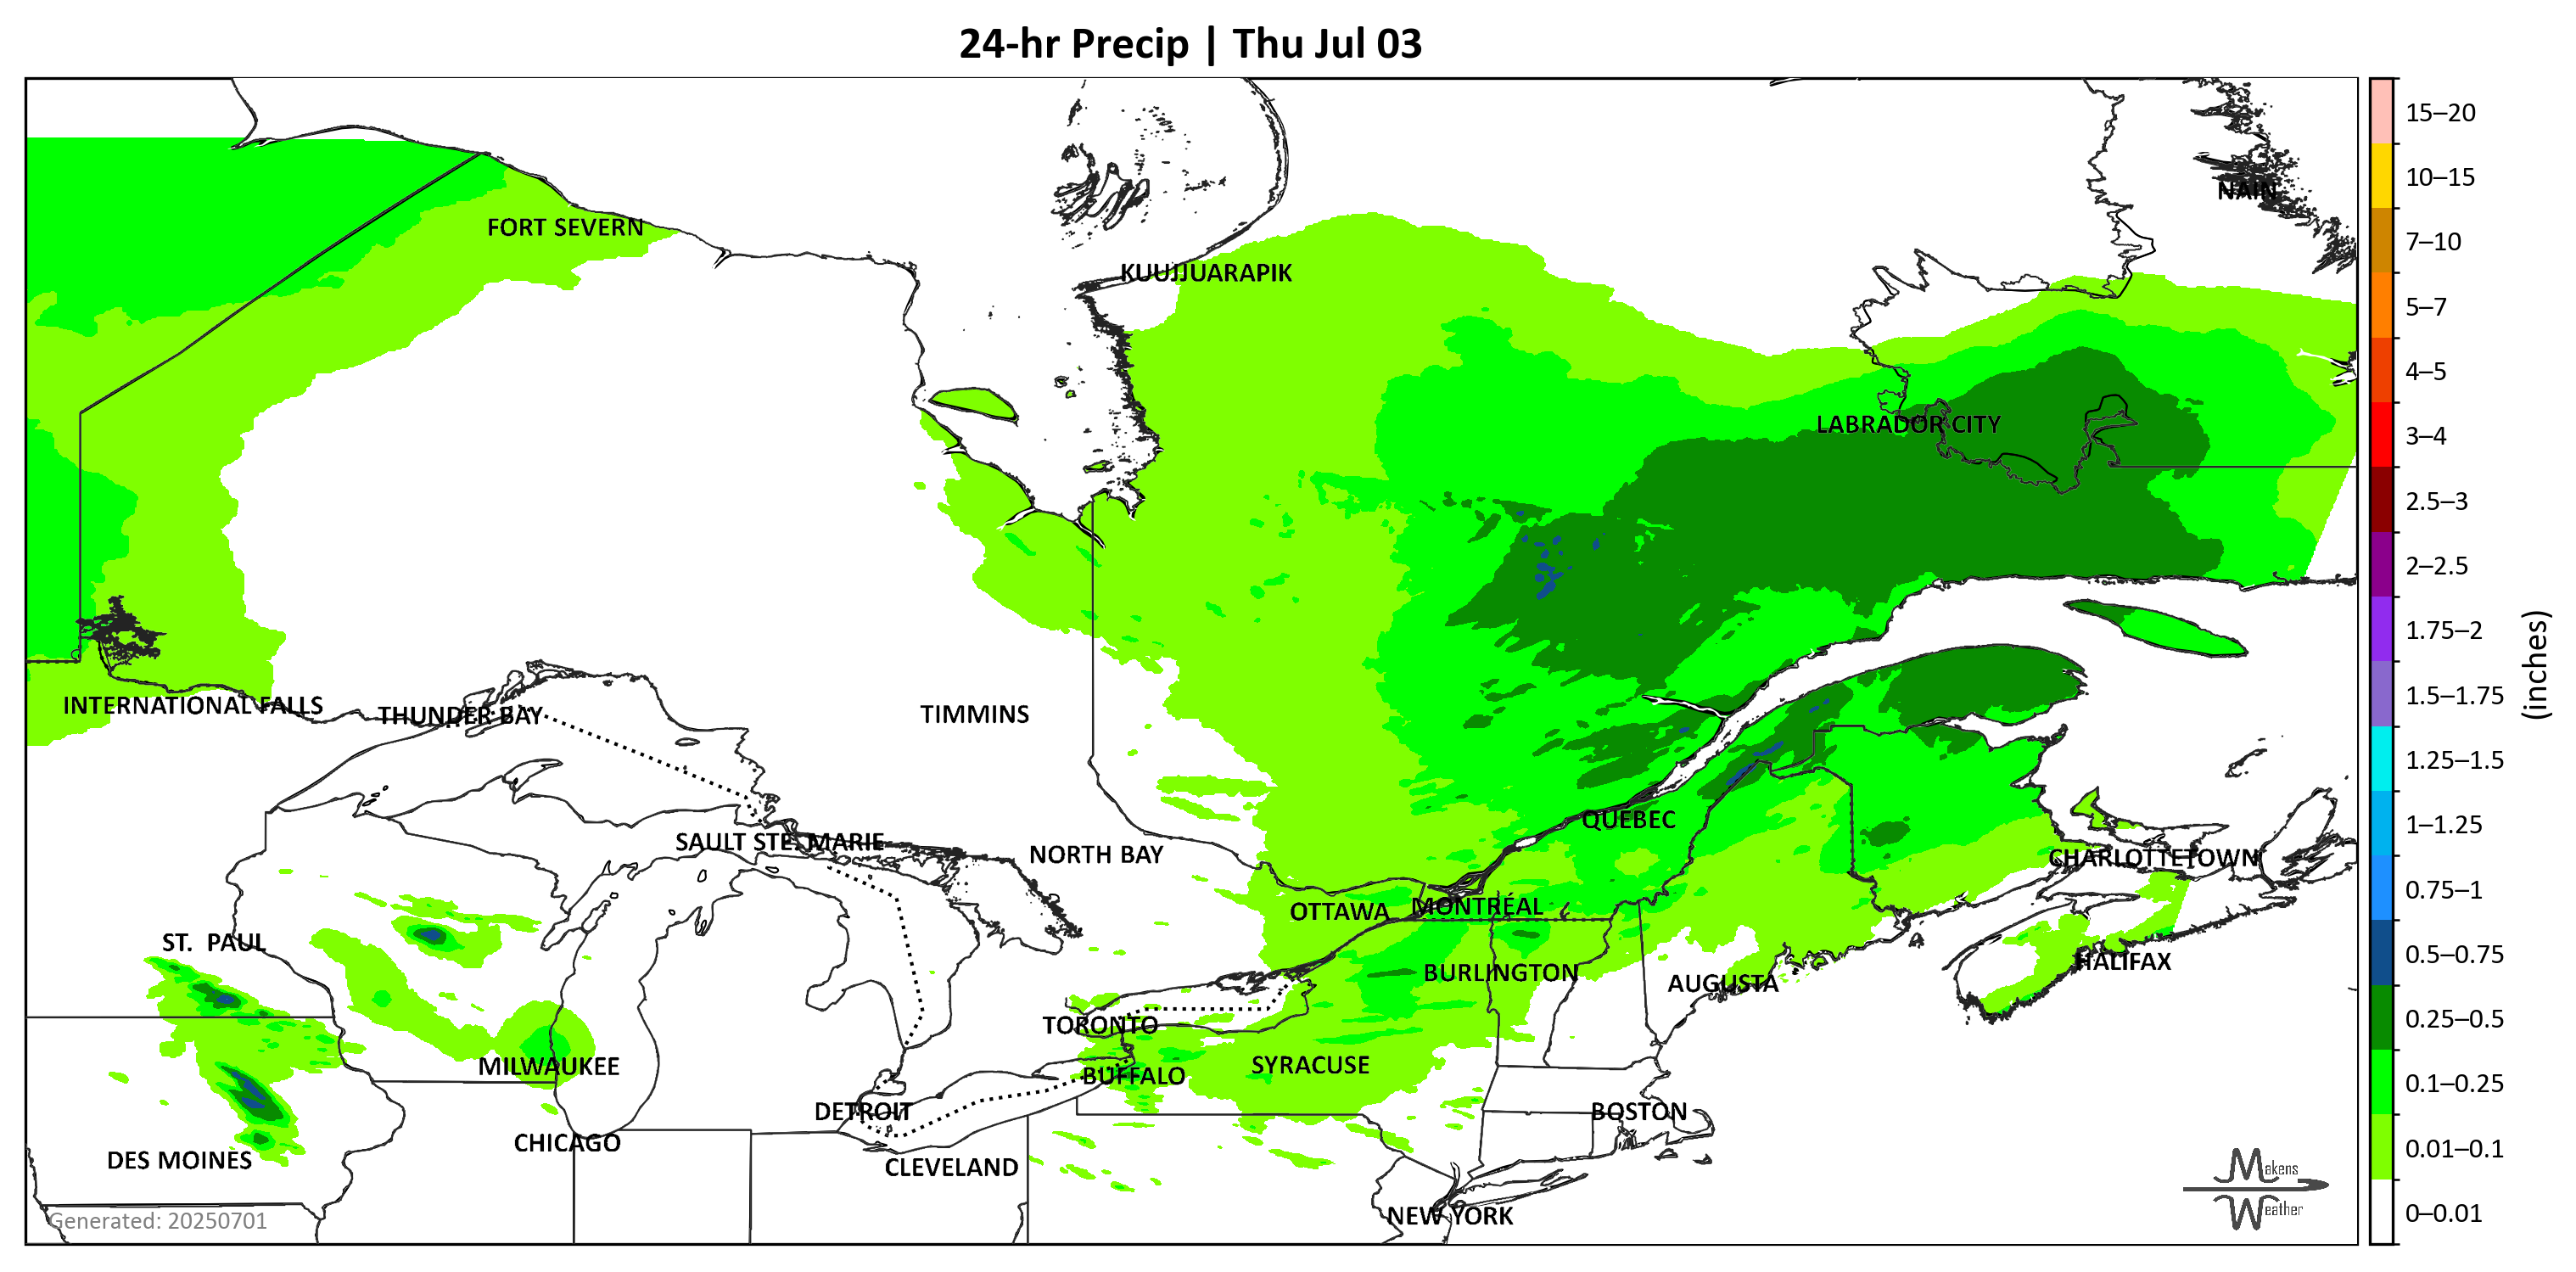 24-hr Precip | Thu Jul 03
NAIN
FORT SEVERN
KUUJJUARAPIK
LABRADOR CITY
INTERNATIONAL FALLS
THUNDER BAY
TIMMINS
QUEBEC
SAULT STE. MARIE
NORTH BAY
CHARLOTTETOWN
OTTAWA
MONTRÉAL
ST. PAUL
HALIFAX
BURLINGTON
AUGUSTA
TORONTO
MILWAUKEE
SYRACUSE
BUFFALO
DETROIT
BOSTON
CHICAGO
DES MOINES
CLEVELAND
NEW YORK
Generated: 20250701
Makens
Weather
15–20
10–15
7–10
5–7
4–5
3–4
2.5–3
2–2.5
1.75–2
1.5–1.75
1.25–1.5
1–1.25
0.75–1
0.5–0.75
0.25–0.5
0.1–0.25
0.01–0.1
0–0.01
(inches)